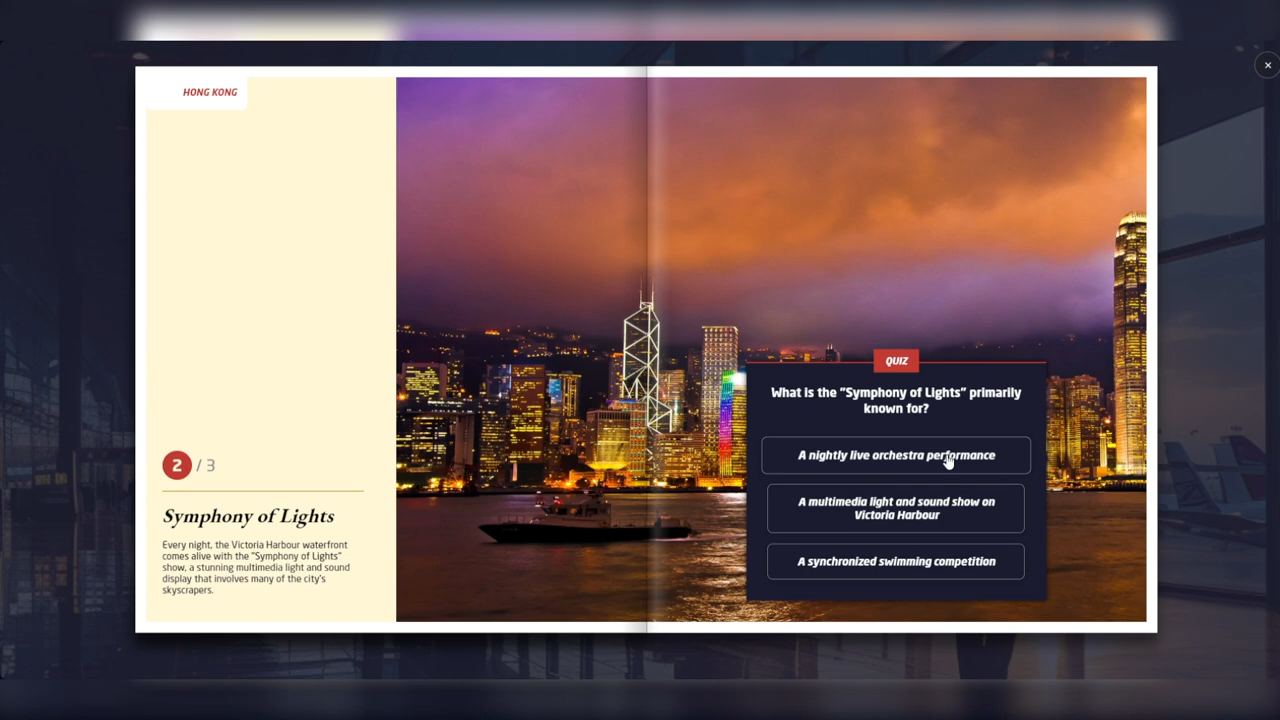 HONG KONG
2 / 3
Symphony of Lights
Every night, the Victoria Harbour waterfront
comes alive with the "Symphony of Lights"
show, a stunning multimedia light and sound
display that involves many of the city's
skyscrapers.
QUIZ
What is the "Symphony of Lights" primarily
known for?
A nightly live orchestra performance
A multimedia light and sound show on
Victoria Harbour
A synchronized swimming competition